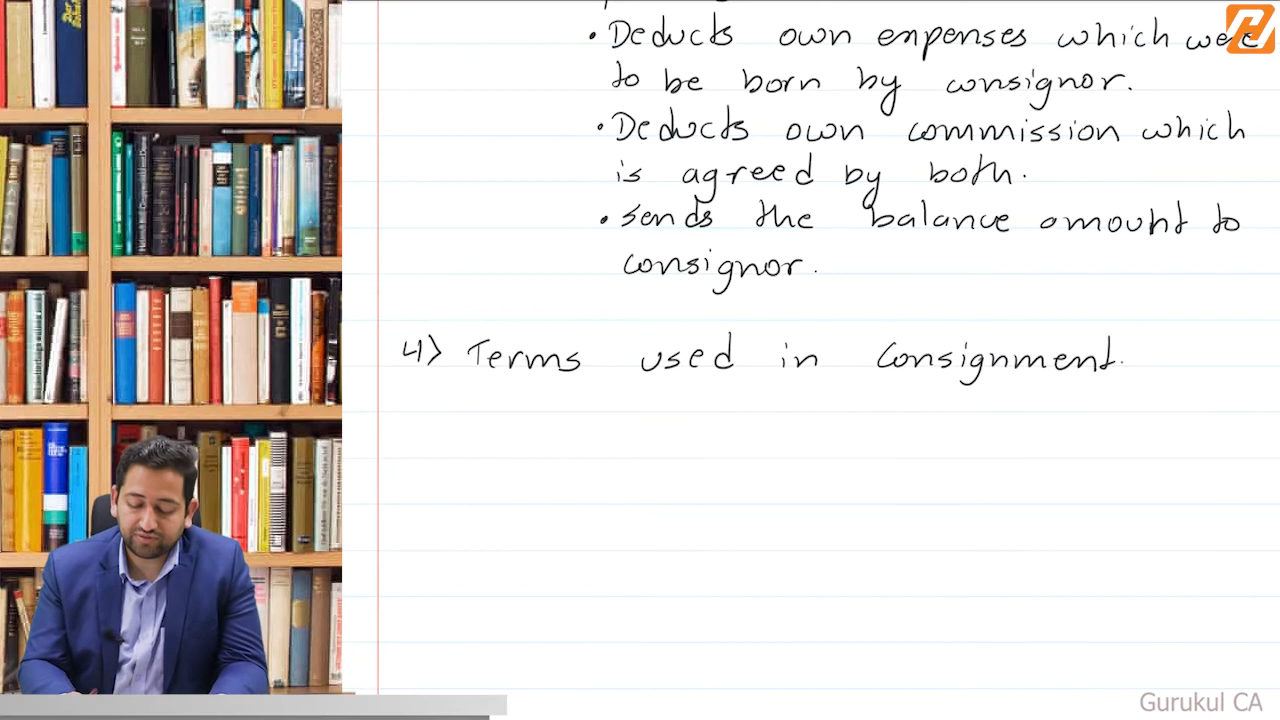 • Deducts own expenses which were
to be born by consignor.
• Deducts own commission which
is agreed by both.
• Sends the balance amount to
consignor.
4) Terms used in Consignment.
Gurukul CA